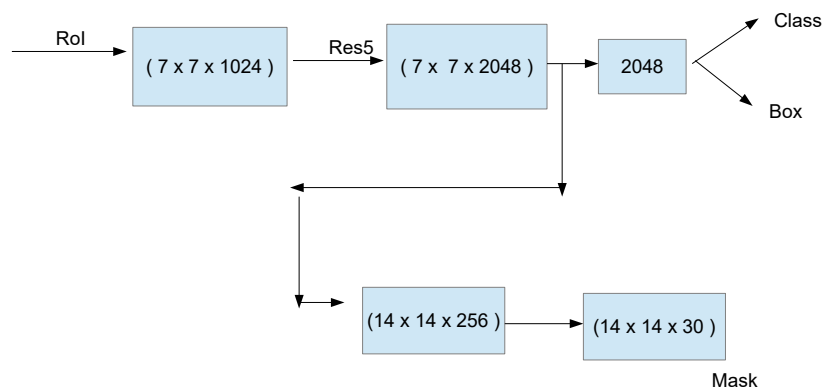 RoI
( 7 x 7 x 1024 )
Res5
( 7 x 7 x 2048 )
2048
Class
Box
(14 x 14 x 256 )
(14 x 14 x 30 )
Mask